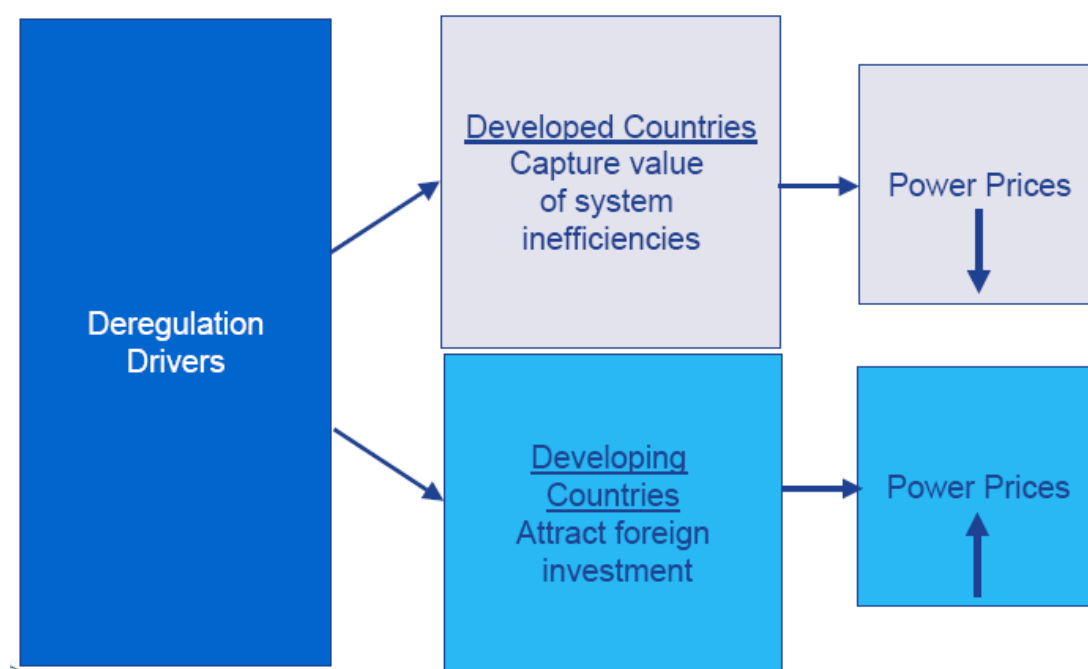 Deregulation
Drivers
Developed Countries
Capture value
of system
inefficiencies
Power Prices
Developing
Countries
Attract foreign
investment
Power Prices